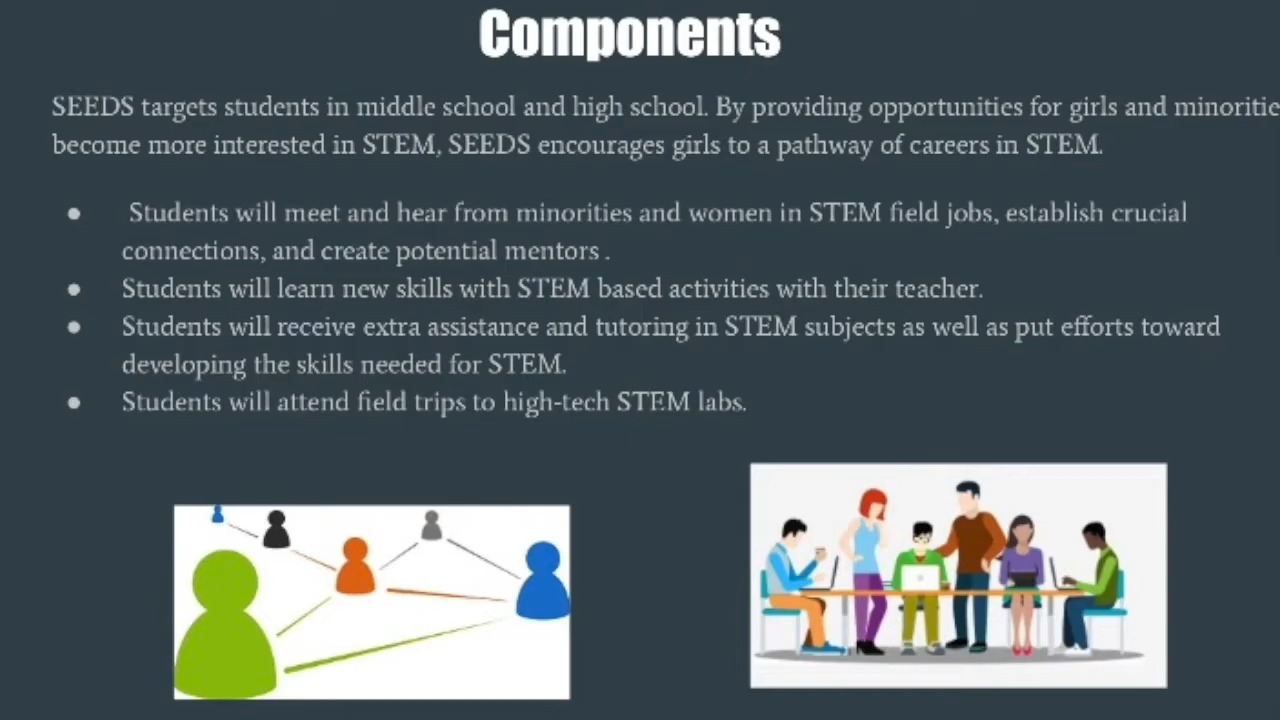 Components
SEEDS targets students in middle school and high school. By providing opportunities for girls and minoritie
become more interested in STEM, SEEDS encourages girls to a pathway of careers in STEM.
● Students will meet and hear from minorities and women in STEM field jobs, establish crucial
connections, and create potential mentors .
● Students will learn new skills with STEM based activities with their teacher.
● Students will receive extra assistance and tutoring in STEM subjects as well as put efforts toward
developing the skills needed for STEM.
● Students will attend field trips to high-tech STEM labs.